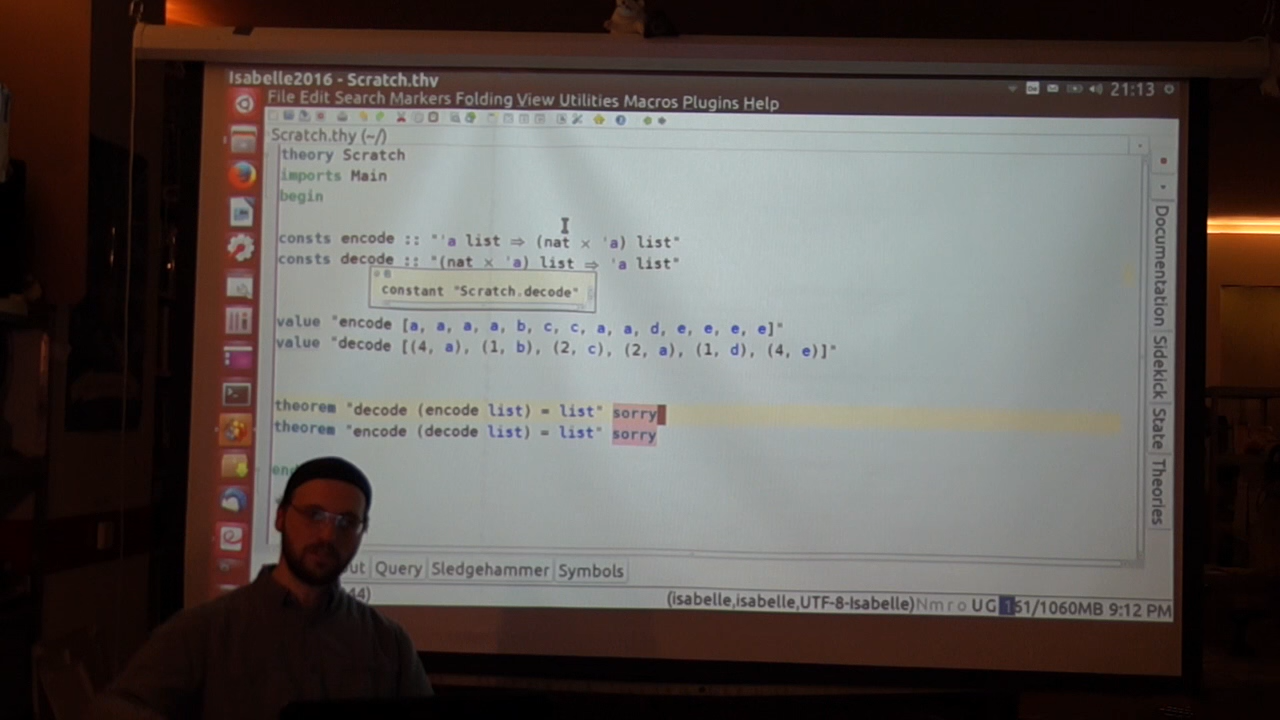 Isabelle2016 - Scratch.thy
21:13
File Edit Search Markers Folding View Utilities Macros Plugins Help
Scratch.thy (~/)
theory Scratch
imports Main
begin
consts encode :: "'a list ⇒ (nat × 'a) list"
consts decode :: "(nat × 'a) list ⇒ 'a list"
constant "Scratch.decode"
value "encode [a, a, a, a, b, c, c, a, a, d, e, e, e, e]"
value "decode [(4, a), (1, b), (2, c), (2, a), (1, d), (4, e)]"
theorem "decode (encode list) = list" sorry
theorem "encode (decode list) = list" sorry
end
Documentation
Sidekick
State
Theories
Query Sledgehammer Symbols
(isabelle,isabelle,UTF-8-Isabelle)N m r o U G 161/1060MB 9:12 PM